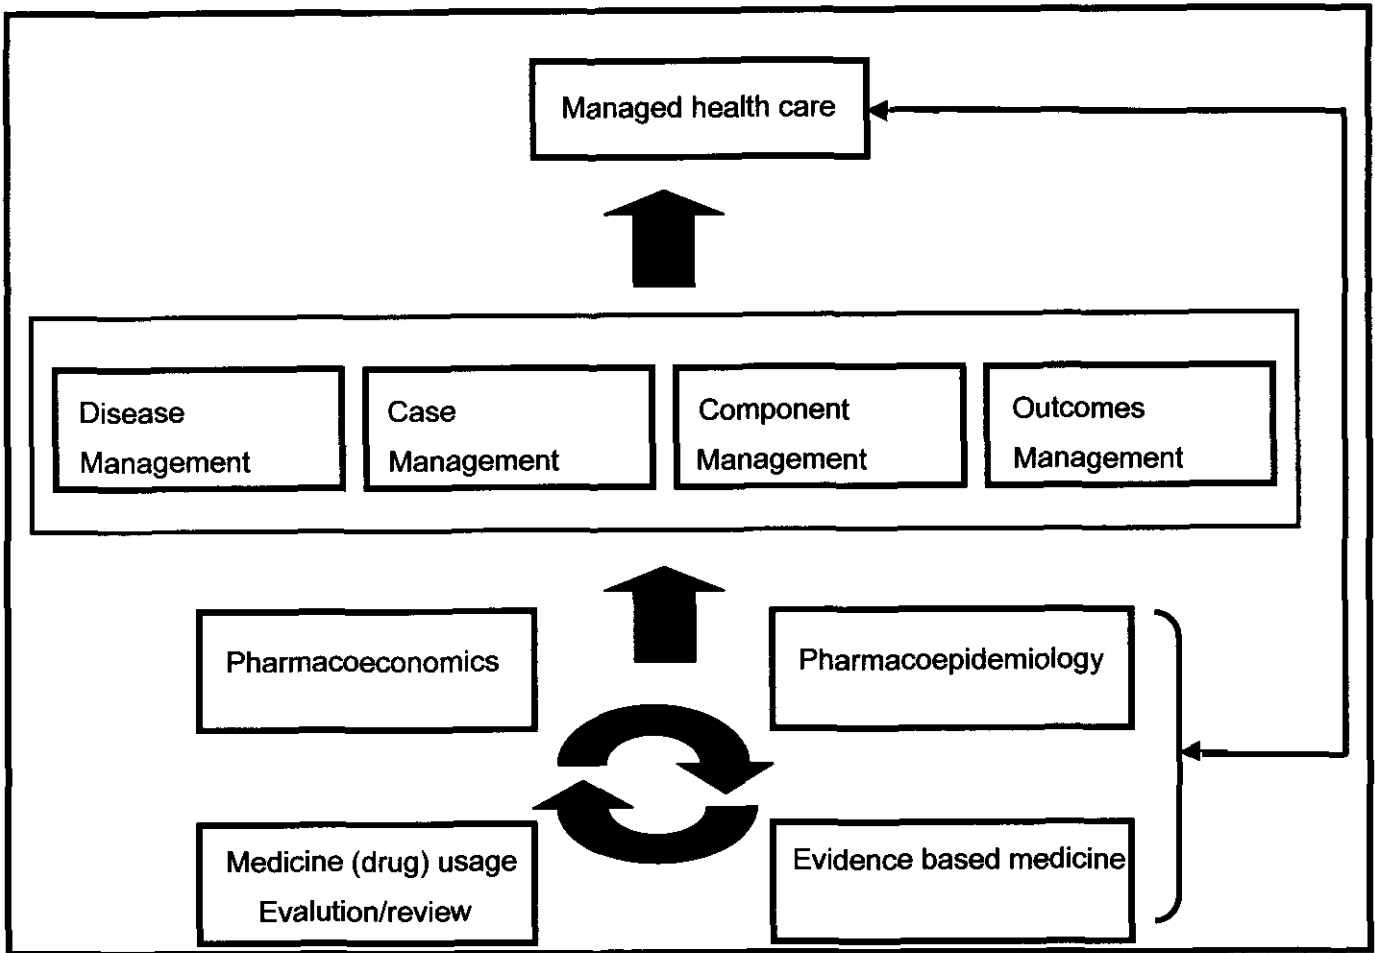 Managed health care
Disease
Management
Case
Management
Component
Management
Outcomes
Management
Pharmacoeconomics
Pharmacoepidemiology
Medicine (drug) usage
Evalution/review
Evidence based medicine